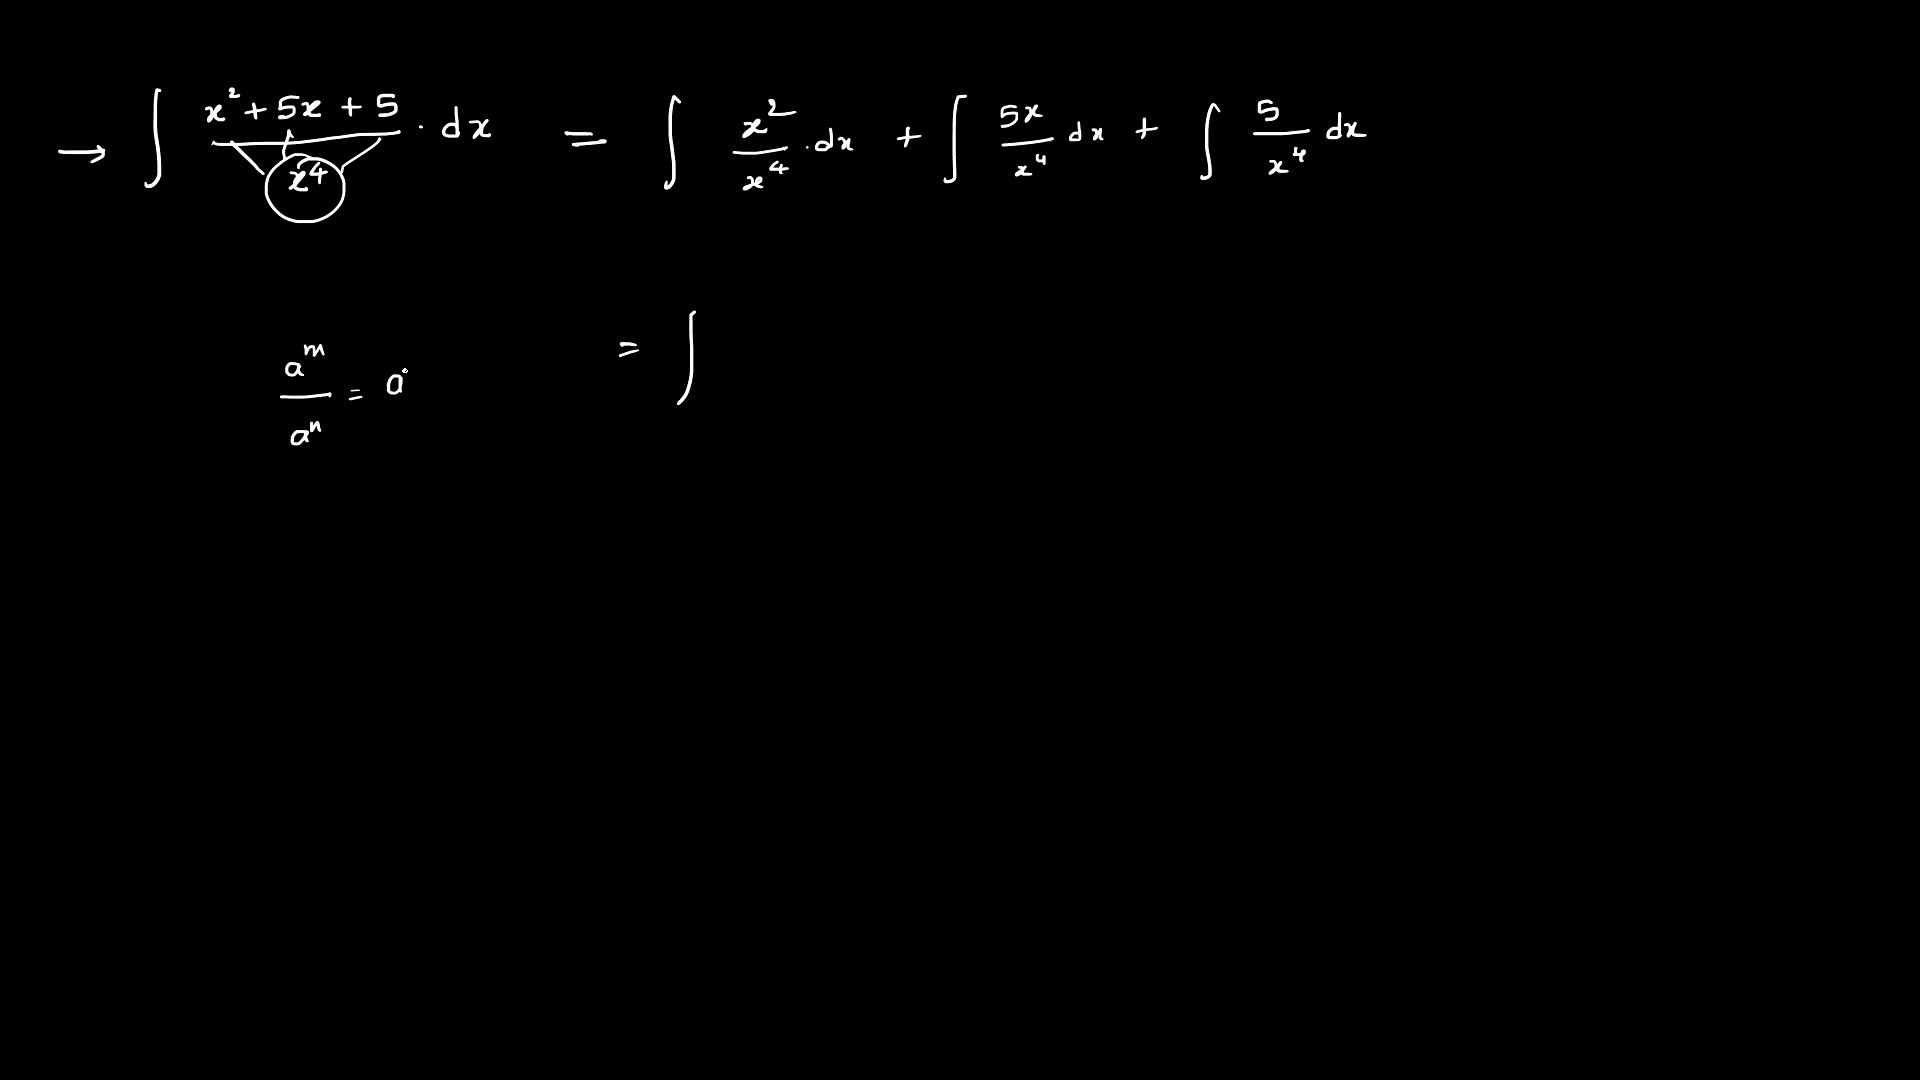 → ∫ (x² + 5x + 5)/x⁴ · dx = ∫ x²/x⁴ · dx + ∫ 5x/x⁴ dx + ∫ 5/x⁴ dx
aᵐ/aⁿ = a = ∫